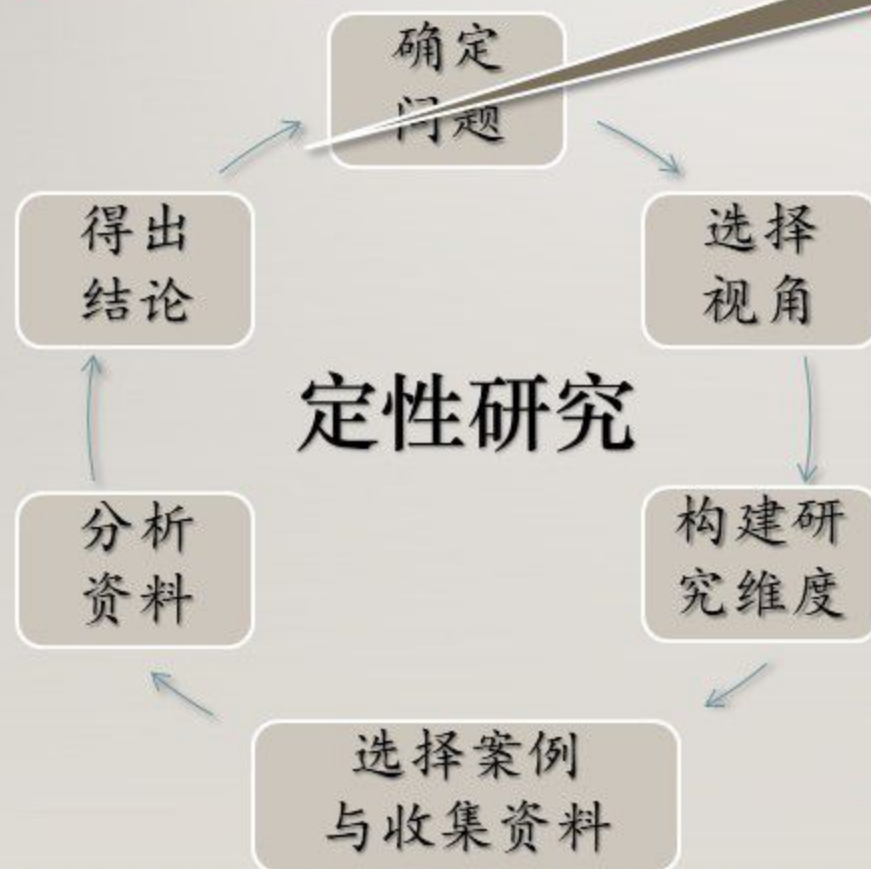 确定
问题
选择
视角
构建研
究维度
选择案例
与收集资料
分析
资料
得出
结论
定性研究